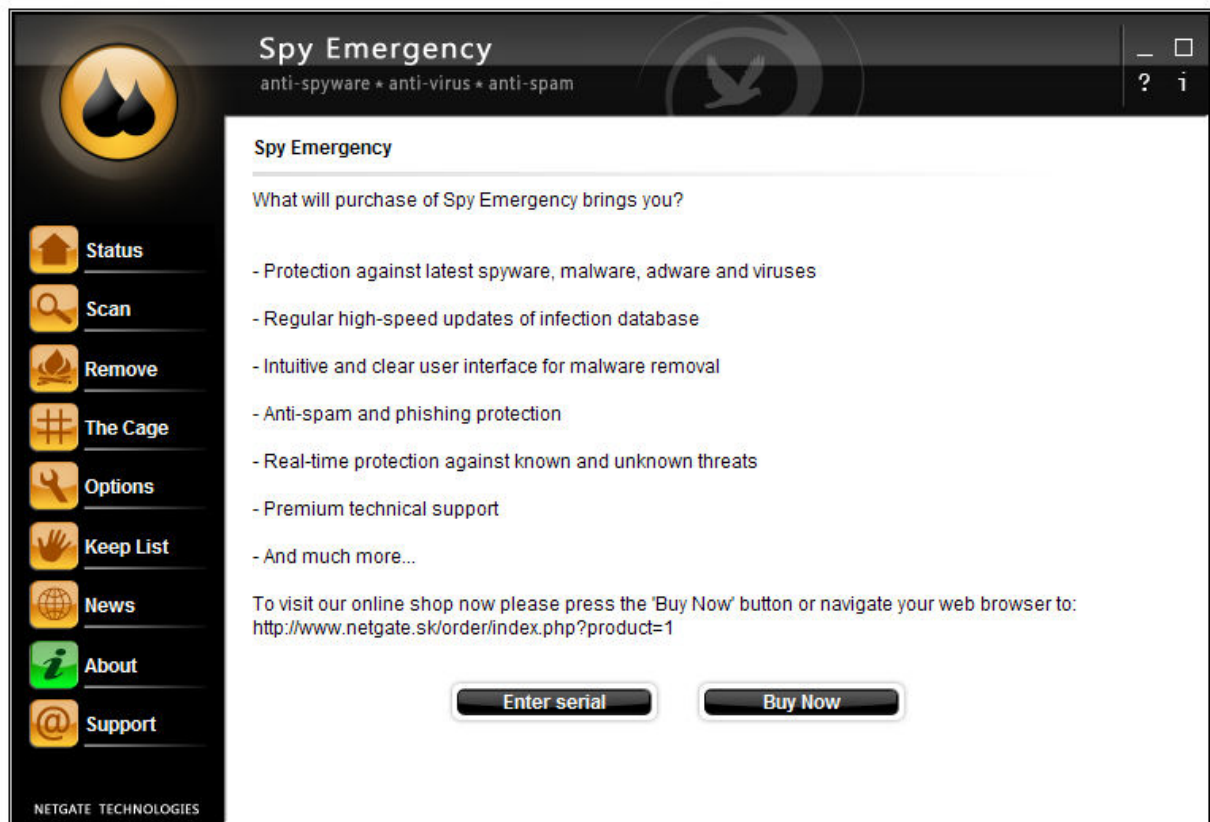 Spy Emergency
anti-spyware ★ anti-virus ★ anti-spam
? i
Spy Emergency
What will purchase of Spy Emergency brings you?
- Protection against latest spyware, malware, adware and viruses
- Regular high-speed updates of infection database
- Intuitive and clear user interface for malware removal
- Anti-spam and phishing protection
- Real-time protection against known and unknown threats
- Premium technical support
- And much more...
To visit our online shop now please press the 'Buy Now' button or navigate your web browser to:
http://www.netgate.sk/order/index.php?product=1
Enter serial
Buy Now
Status
Scan
Remove
The Cage
Options
Keep List
News
About
Support
NETGATE TECHNOLOGIES